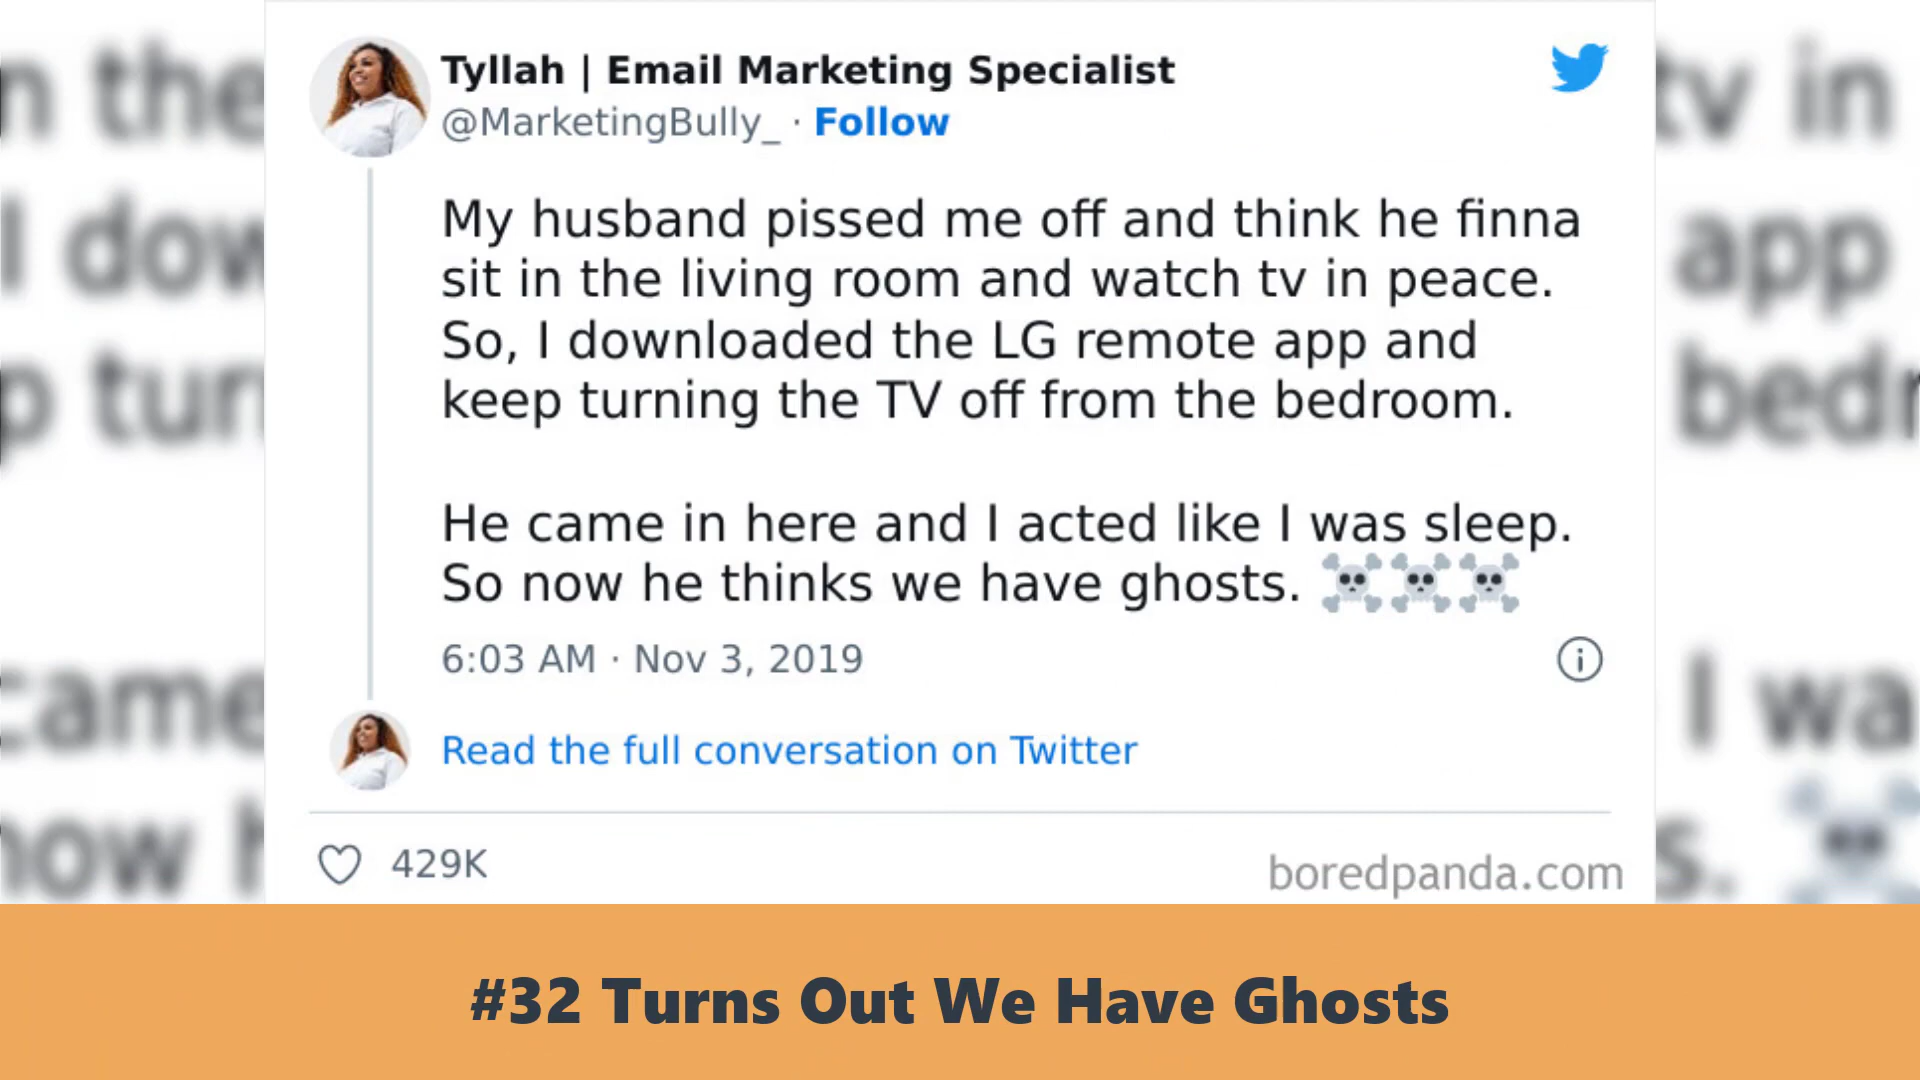 Tyllah | Email Marketing Specialist
@MarketingBully_ · Follow
My husband pissed me off and think he finna
sit in the living room and watch tv in peace.
So, I downloaded the LG remote app and
keep turning the TV off from the bedroom.
He came in here and I acted like I was sleep.
So now he thinks we have ghosts. ☠️☠️☠️
6:03 AM · Nov 3, 2019
Read the full conversation on Twitter
429K
boredpanda.com
#32 Turns Out We Have Ghosts